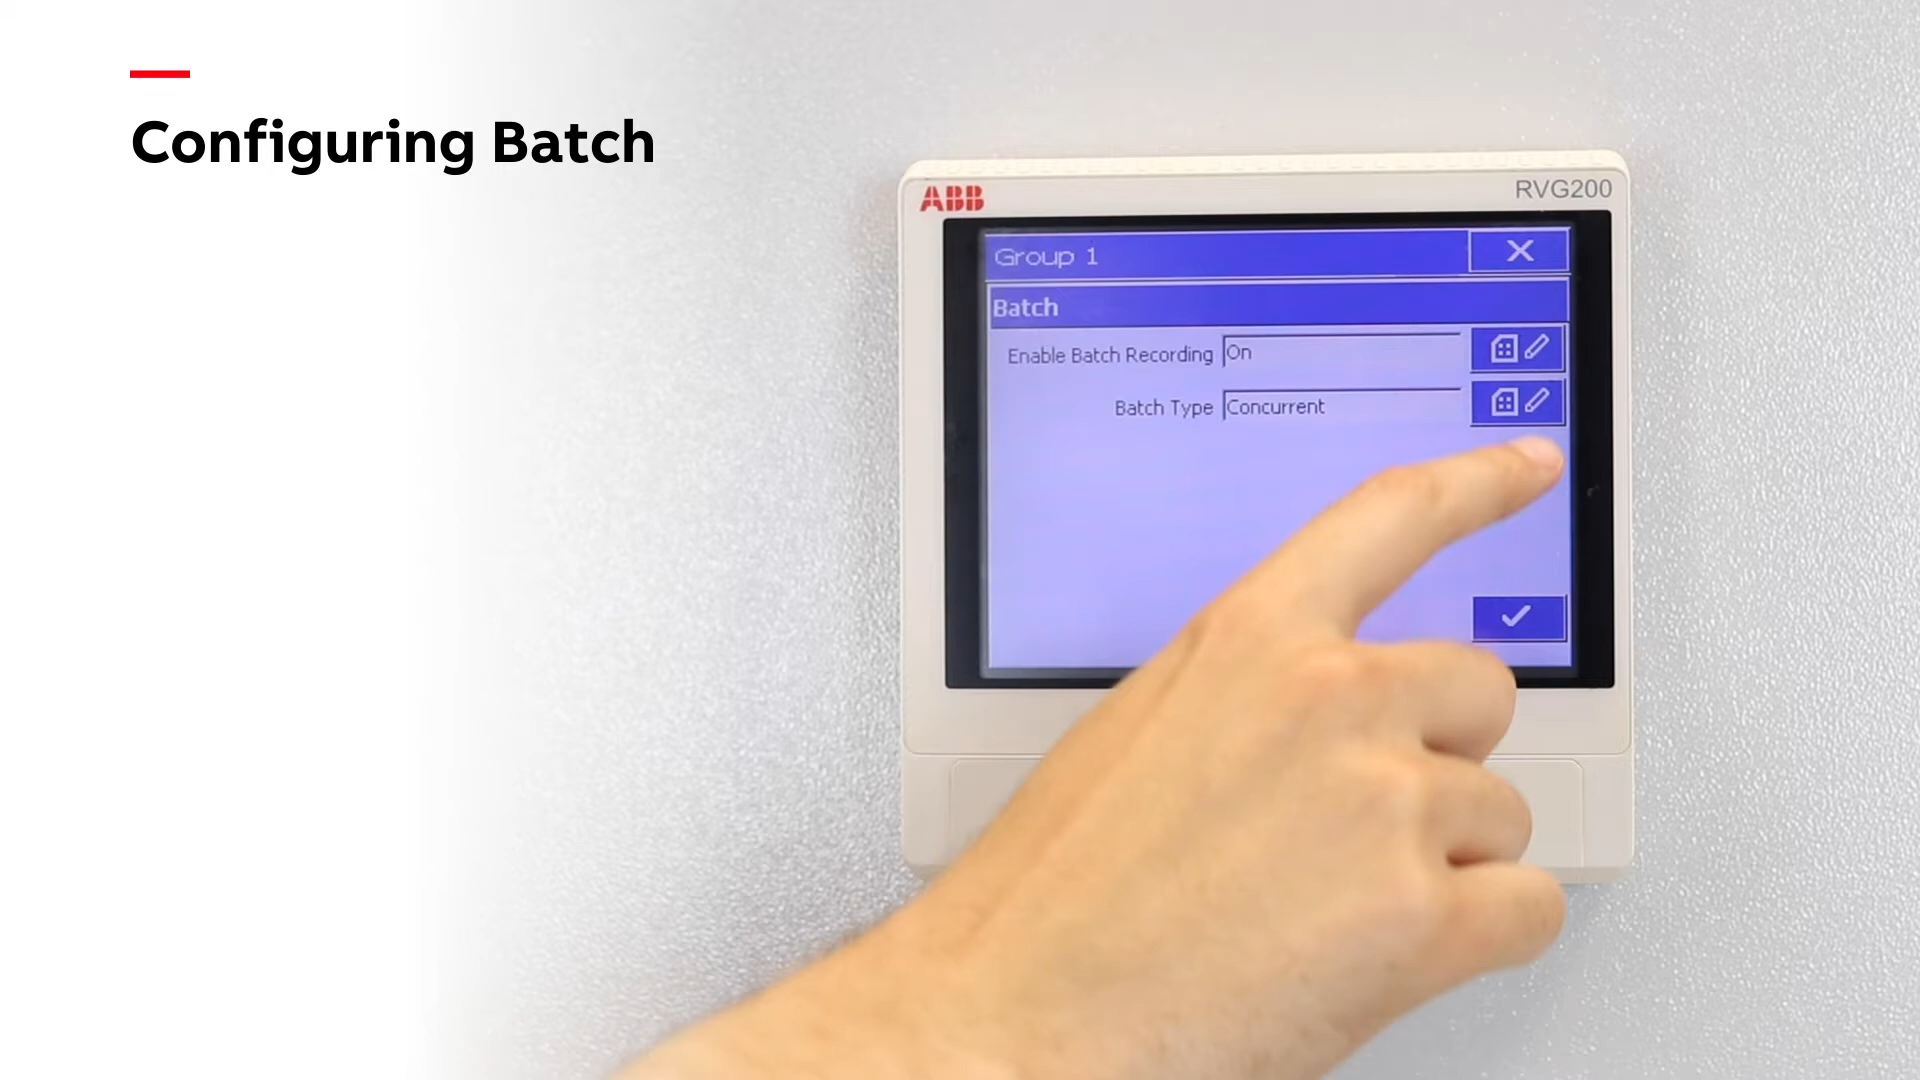 Configuring Batch
ABB
RVG200
Group 1
Batch
Enable Batch Recording On
Batch Type Concurrent